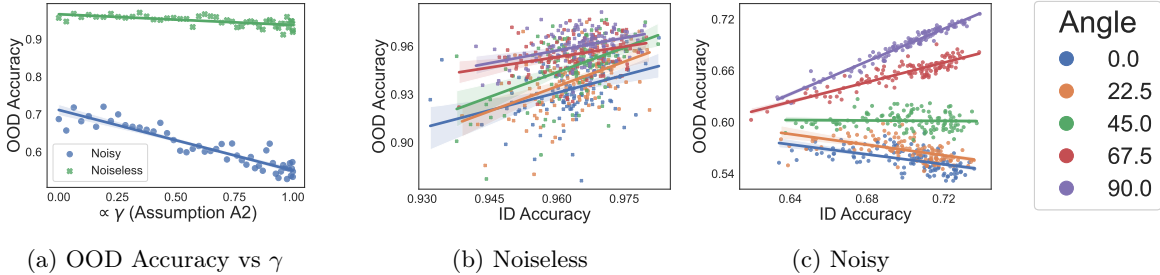 OOD Accuracy
0.9
0.8
0.7
0.6
Noisy
Noiseless
0.00
0.25
0.50
0.75
1.00
∝ γ (Assumption A2)
(a) OOD Accuracy vs γ
OOD Accuracy
0.96
0.93
0.90
0.930
0.945
0.960
0.975
ID Accuracy
(b) Noiseless
OOD Accuracy
0.72
0.66
0.60
0.54
0.64
0.68
0.72
ID Accuracy
(c) Noisy
Angle
0.0
22.5
45.0
67.5
90.0